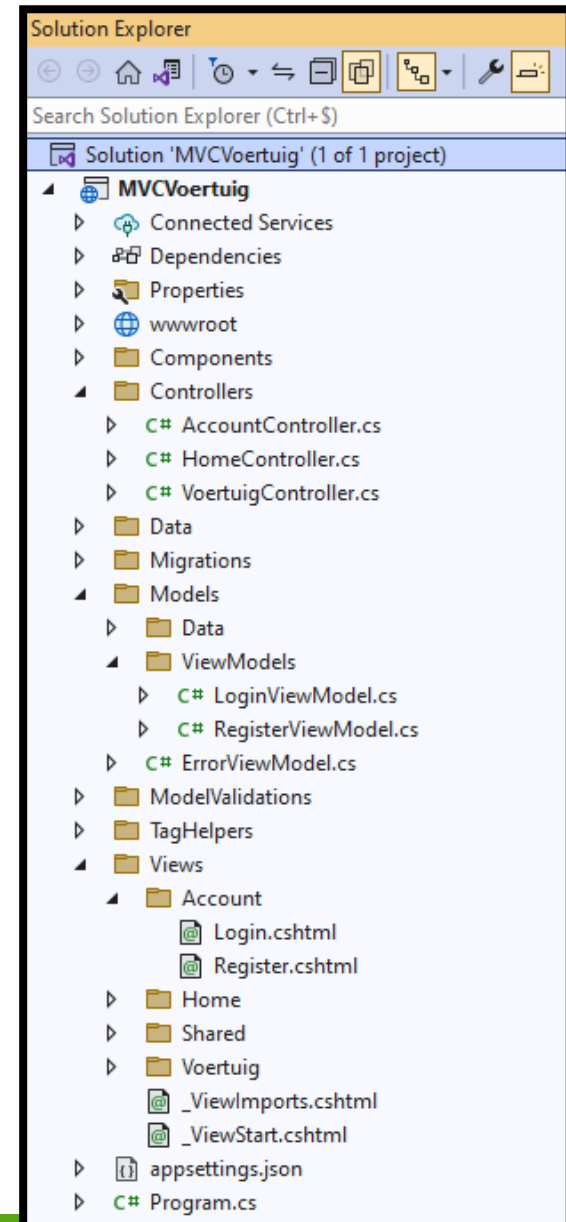 Solution Explorer
Search Solution Explorer (Ctrl+$)
Solution 'MVCVoertuig' (1 of 1 project)
MVCVoertuig
Connected Services
Dependencies
Properties
wwwroot
Components
Controllers
C# AccountController.cs
C# HomeController.cs
C# VoertuigController.cs
Data
Migrations
Models
Data
ViewModels
C# LoginViewModel.cs
C# RegisterViewModel.cs
C# ErrorViewModel.cs
ModelValidations
TagHelpers
Views
Account
Login.cshtml
Register.cshtml
Home
Shared
Voertuig
_ViewImports.cshtml
_ViewStart.cshtml
appsettings.json
C# Program.cs